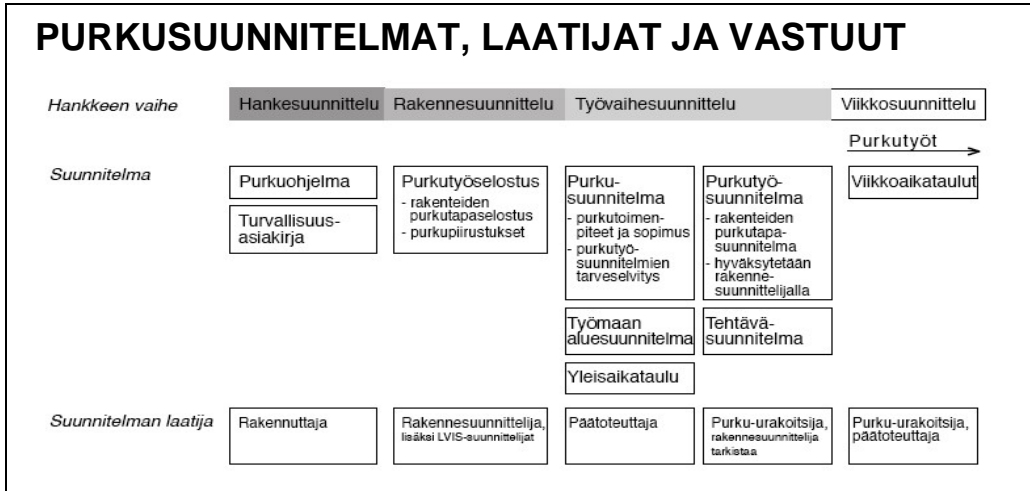 PURKUSUUNNITELMAT, LAATIJAT JA VASTUUT
Hankkeen vaihe
Hankesuunnittelu
Rakennesuunnittelu
Työvaihesuunnittelu
Viikkosuunnittelu
Purkutyöt
Suunnitelma
Purkuohjelma
Turvallisuus-
asiakirja
Purkutyöselostus
- rakenteiden
purkutapaselostus
- purkupiirustukset
Purku-
suunnitelma
- purkutoimen-
piteet ja sopimus
- purkutyö-
suunnitelmien
tarveselvitys
Työmaan
aluesuunnitelma
Yleisaikataulu
Purkutyö-
suunnitelma
- rakenteiden
purkutapa-
suunnitelma
- hyväksytetään
rakenne-
suunnittelijalla
Tehtävä-
suunnitelma
Viikkoaikataulut
Suunnitelman laatija
Rakennuttaja
Rakennesuunnittelija,
lisäksi LVIS-suunnittelijat
Päätoteuttaja
Purku-urakoitsija,
rakennesuunnittelija
tarkistaa
Purku-urakoitsija,
päätoteuttaja